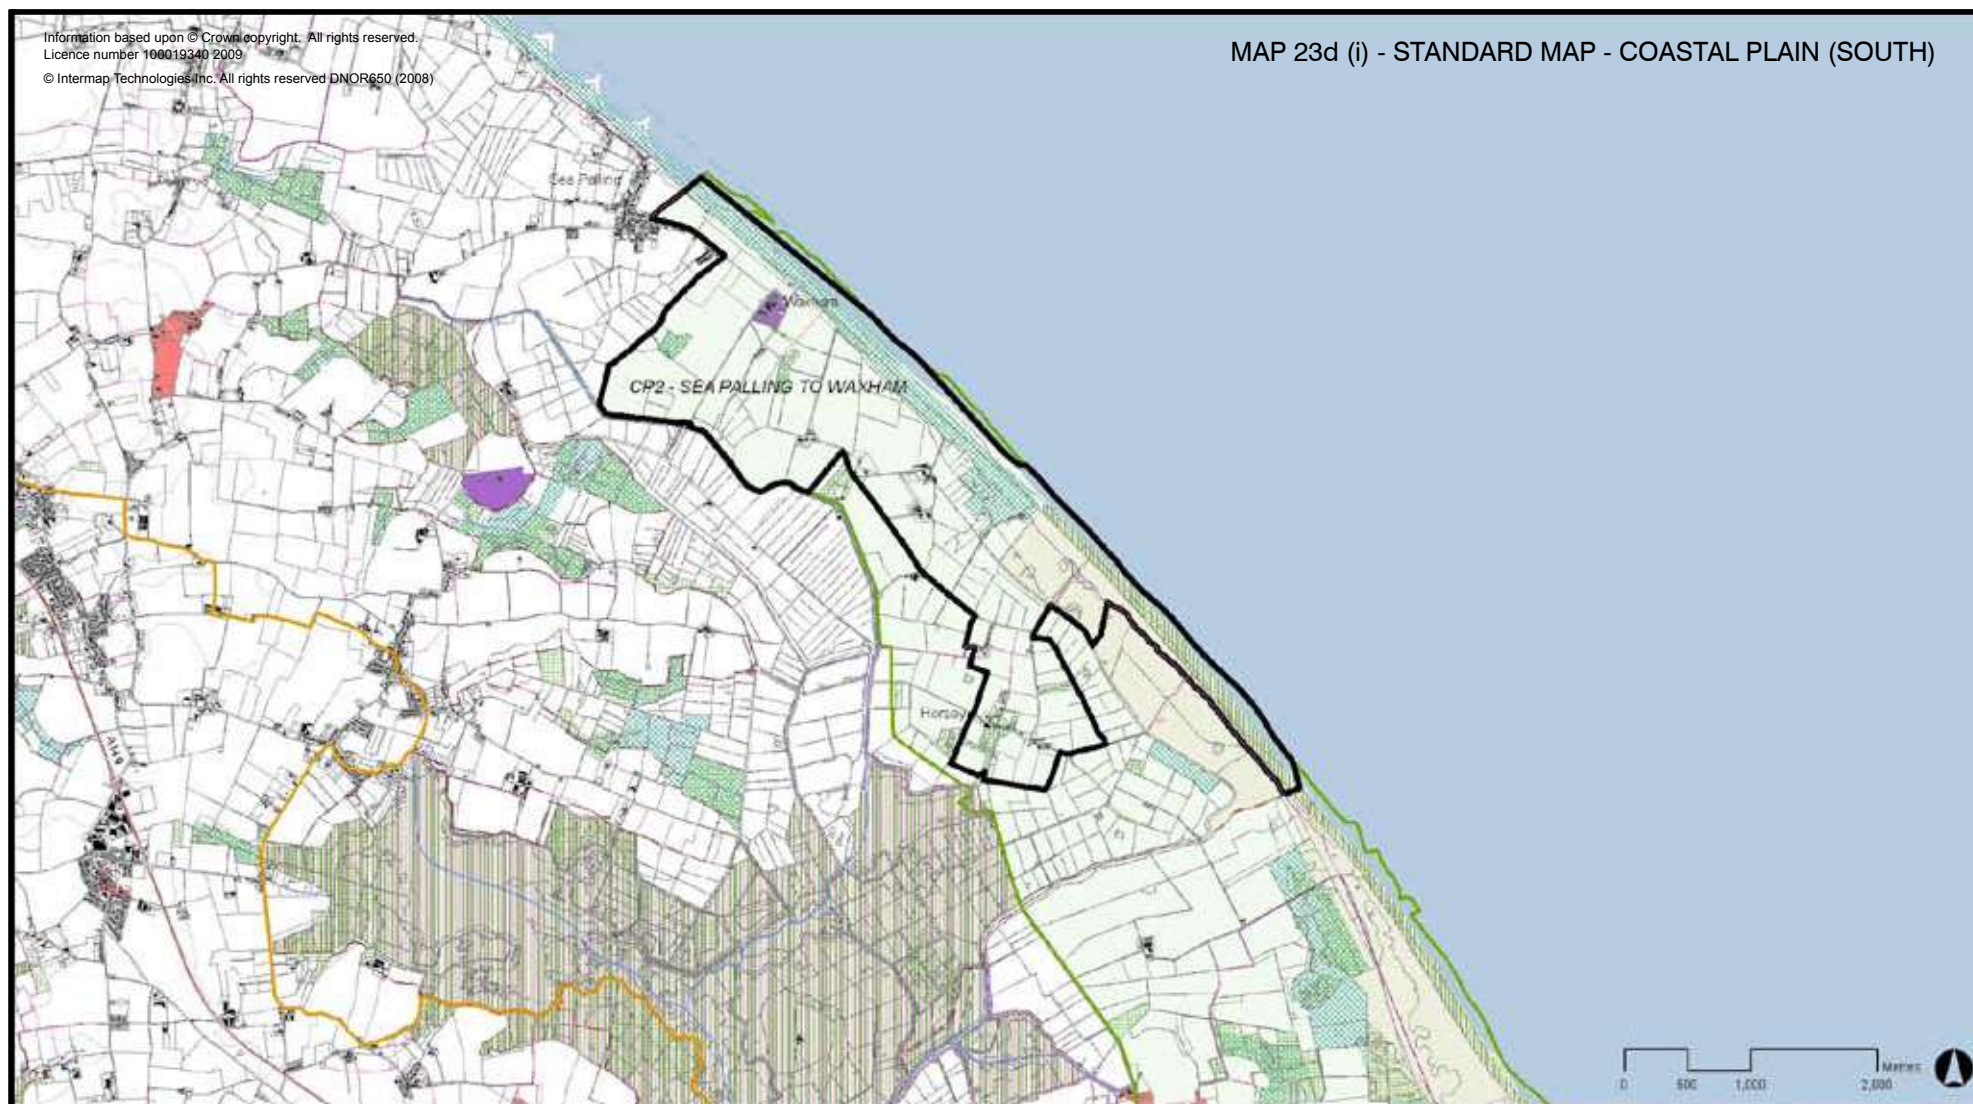 Information based upon © Crown copyright. All rights reserved.
Licence number 100019340 2009
© Intermap Technologies Inc. All rights reserved DNOR650 (2008)
MAP 23d (i) - STANDARD MAP - COASTAL PLAIN (SOUTH)
Sea Palling
Waxham
CP2 - SEA PALLING TO WAXHAM
Horsey
A149
Metres
0 500 1,000 2,000